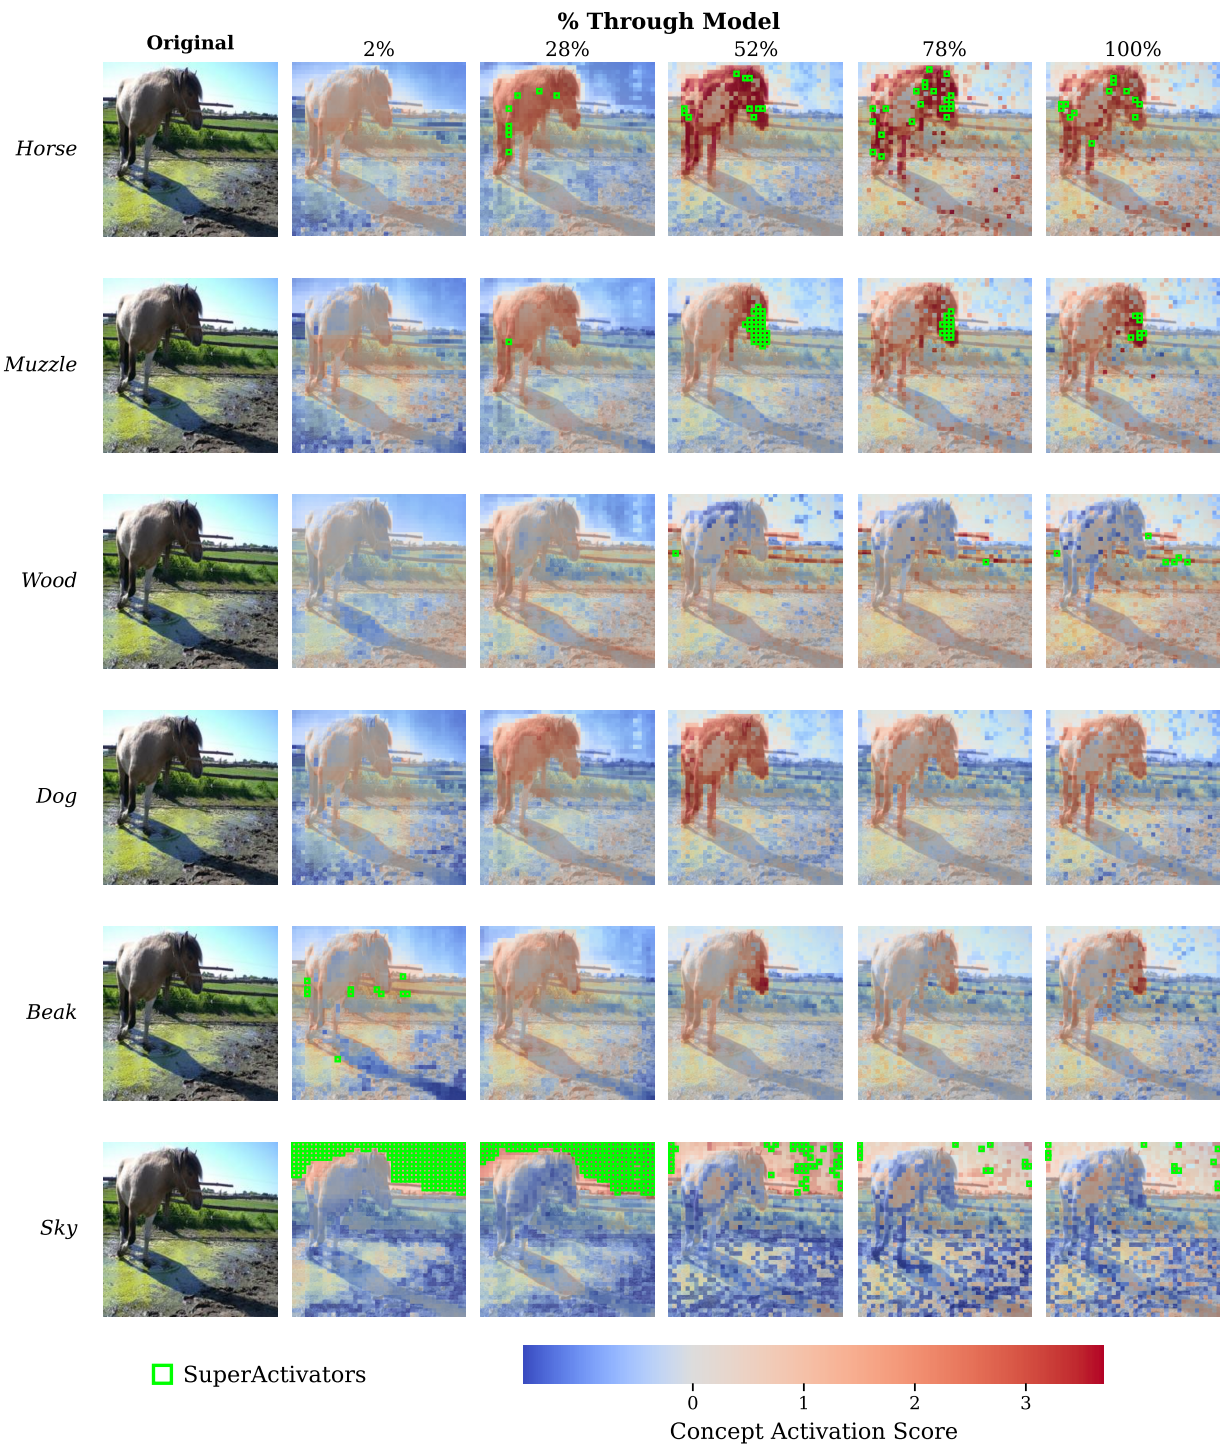 % Through Model
Original 2% 28% 52% 78% 100%
Horse
Muzzle
Wood
Dog
Beak
Sky
SuperActivators
0 1 2 3
Concept Activation Score